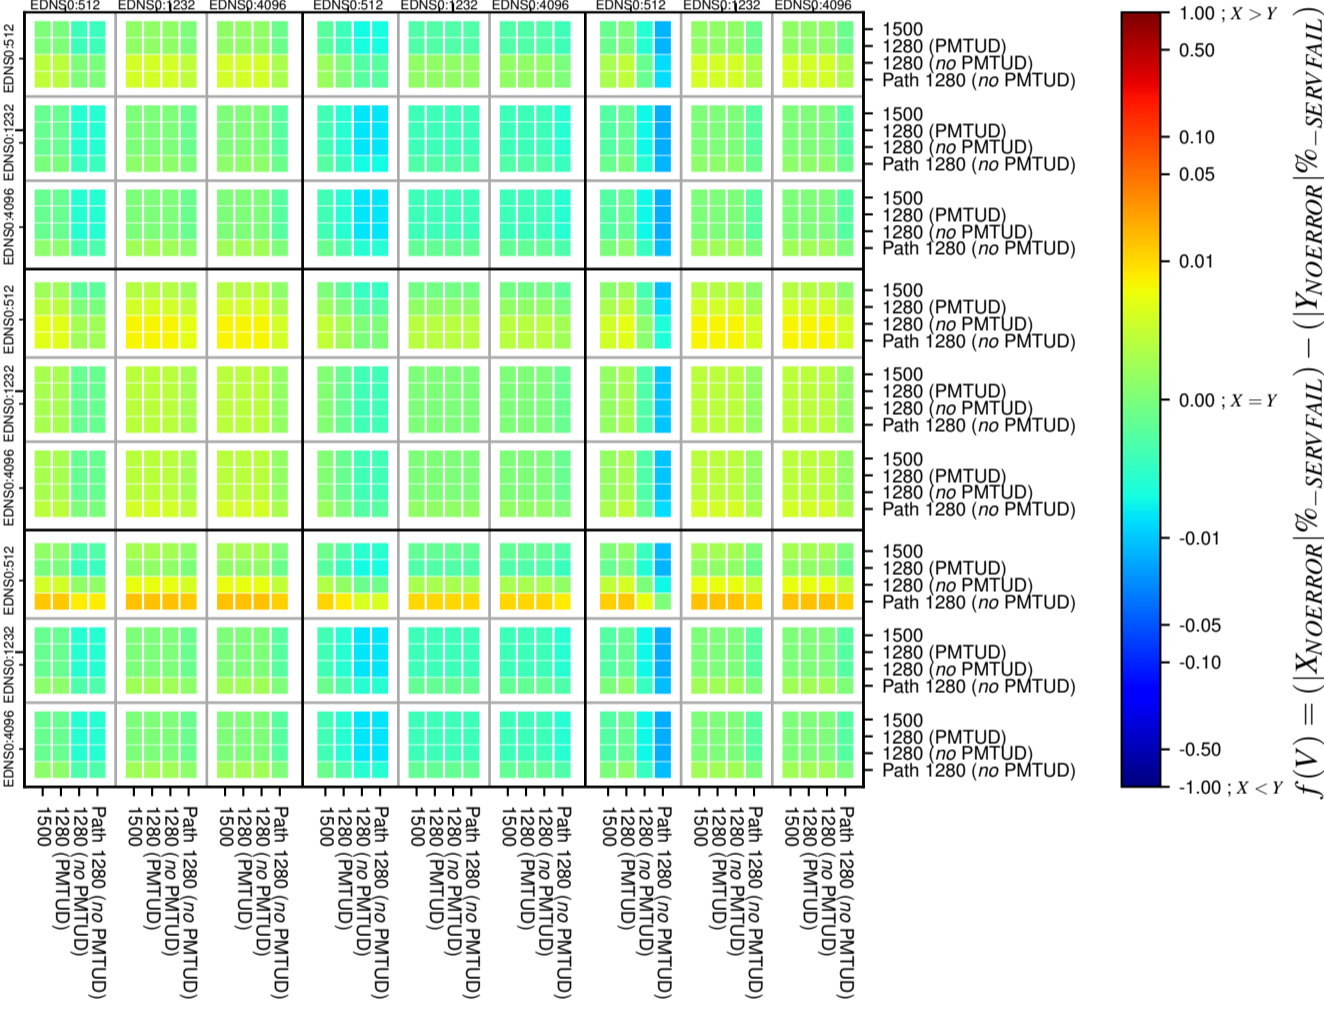 EDNS0:512 EDNS0:1232 EDNS0:4096 EDNS0:512 EDNS0:1232 EDNS0:4096 EDNS0:512 EDNS0:1232 EDNS0:4096
EDNS0:512
1500
1280 (PMTUD)
1280 (no PMTUD)
Path 1280 (no PMTUD)
EDNS0:1232
1500
1280 (PMTUD)
1280 (no PMTUD)
Path 1280 (no PMTUD)
EDNS0:4096
1500
1280 (PMTUD)
1280 (no PMTUD)
Path 1280 (no PMTUD)
EDNS0:512
1500
1280 (PMTUD)
1280 (no PMTUD)
Path 1280 (no PMTUD)
EDNS0:1232
1500
1280 (PMTUD)
1280 (no PMTUD)
Path 1280 (no PMTUD)
EDNS0:4096
1500
1280 (PMTUD)
1280 (no PMTUD)
Path 1280 (no PMTUD)
EDNS0:512
1500
1280 (PMTUD)
1280 (no PMTUD)
Path 1280 (no PMTUD)
EDNS0:1232
1500
1280 (PMTUD)
1280 (no PMTUD)
Path 1280 (no PMTUD)
EDNS0:4096
1500
1280 (PMTUD)
1280 (no PMTUD)
Path 1280 (no PMTUD)
1500
1280 (PMTUD)
1280 (no PMTUD)
Path 1280 (no PMTUD)
1500
1280 (PMTUD)
1280 (no PMTUD)
Path 1280 (no PMTUD)
1500
1280 (PMTUD)
1280 (no PMTUD)
Path 1280 (no PMTUD)
1500
1280 (PMTUD)
1280 (no PMTUD)
Path 1280 (no PMTUD)
1500
1280 (PMTUD)
1280 (no PMTUD)
Path 1280 (no PMTUD)
1500
1280 (PMTUD)
1280 (no PMTUD)
Path 1280 (no PMTUD)
1500
1280 (PMTUD)
1280 (no PMTUD)
Path 1280 (no PMTUD)
1500
1280 (PMTUD)
1280 (no PMTUD)
Path 1280 (no PMTUD)
1500
1280 (PMTUD)
1280 (no PMTUD)
Path 1280 (no PMTUD)
1.00 ; X > Y
0.50
0.10
0.05
0.01
0.00 ; X = Y
-0.01
-0.05
-0.10
-0.50
-1.00 ; X < Y
f(V) = (|X_NOERROR|%−SERVFAIL) − (|Y_NOERROR|%−SERVFAIL)